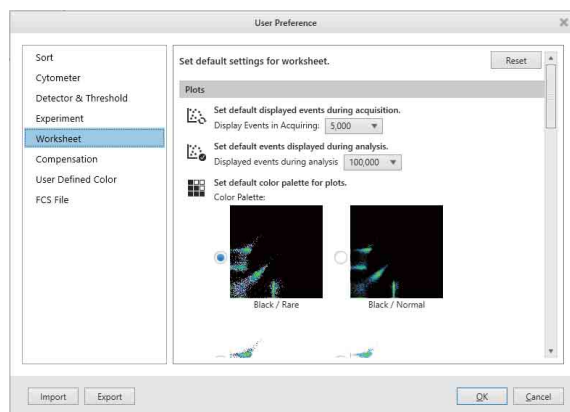 User Preference
Sort
Cytometer
Detector & Threshold
Experiment
Worksheet
Compensation
User Defined Color
FCS File
Set default settings for worksheet.
Reset
Plots
Set default displayed events during acquisition.
Display Events in Acquiring: 5,000
Set default events displayed during analysis.
Displayed events during analysis 100,000
Set default color palette for plots.
Color Palette:
Black / Rare
Black / Normal
Import
Export
OK
Cancel